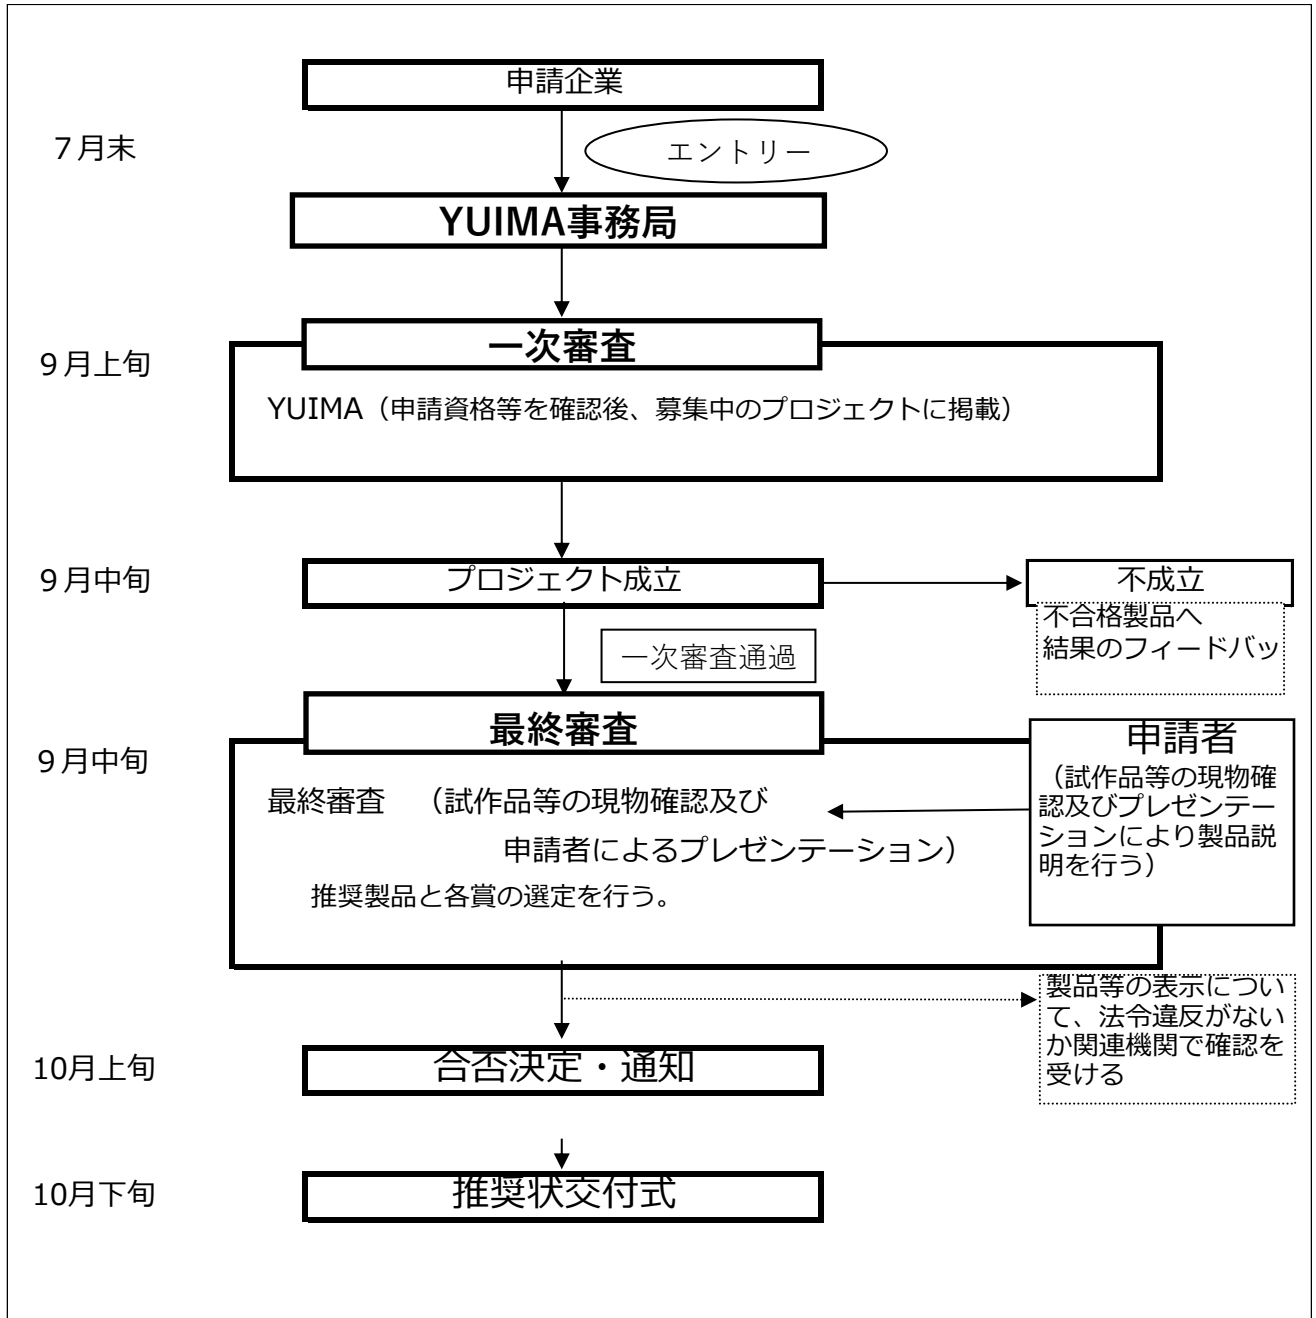 申請企業
７月末
エントリー
YUIMA事務局
一次審査
９月上旬
YUIMA（申請資格等を確認後、募集中のプロジェクトに掲載）
９月中旬
プロジェクト成立
不成立
不合格製品へ
結果のフィードバッ
一次審査通過
最終審査
９月中旬
申請者
（試作品等の現物確
認及びプレゼンテー
ションにより製品説
明を行う）
最終審査　（試作品等の現物確認及び
申請者によるプレゼンテーション）
推奨製品と各賞の選定を行う。
製品等の表示につい
て、法令違反がない
か関連機関で確認を
受ける
10月上旬
合否決定・通知
10月下旬
推奨状交付式